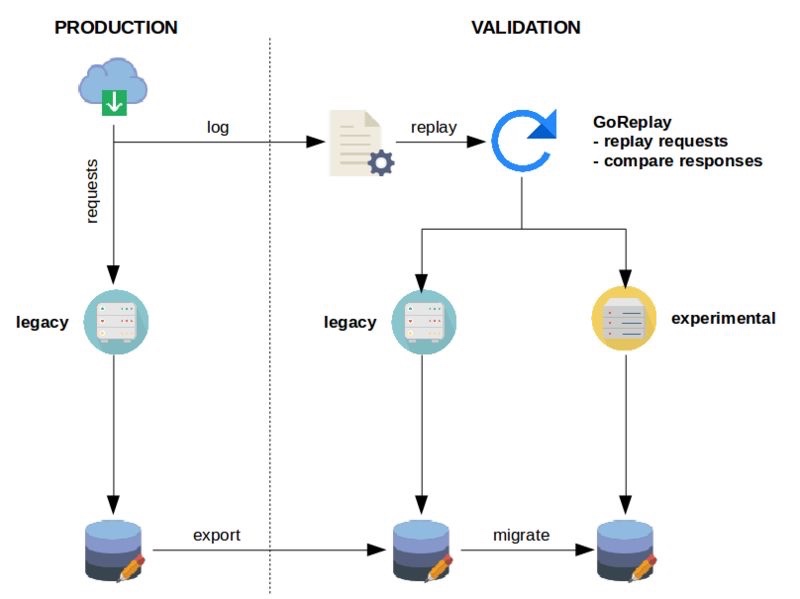 PRODUCTION
VALIDATION
log
replay
GoReplay
- replay requests
- compare responses
requests
legacy
legacy
experimental
export
migrate